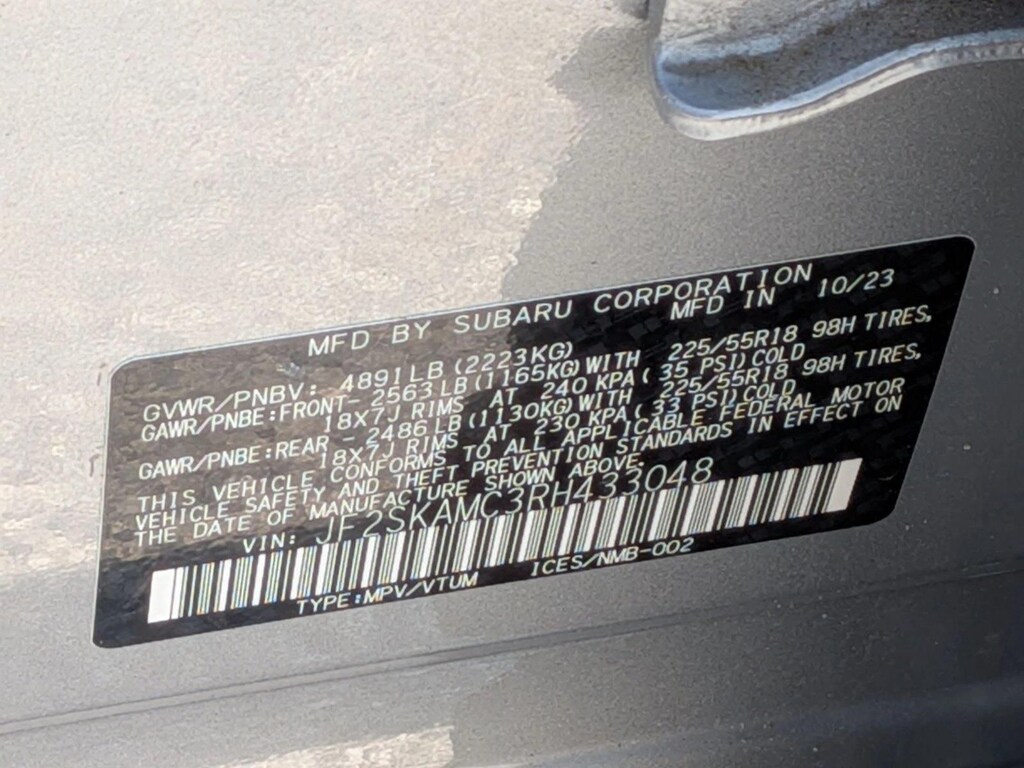 MFD BY SUBARU CORPORATION
MFD IN 10/23
GVWR/PNBV: 4891LB(2223KG)
GAWR/PNBE:FRONT- 2563LB(1165KG)WITH 225/55R18 98H TIRES,
18X7J RIMS AT 240 KPA(35 PSI)COLD
GAWR/PNBE:REAR - 2486LB(1130KG)WITH 225/55R18 98H TIRES,
18X7J RIMS AT 230 KPA(33 PSI)COLD
THIS VEHICLE CONFORMS TO ALL APPLICABLE FEDERAL MOTOR
VEHICLE SAFETY AND THEFT PREVENTION STANDARDS IN EFFECT ON
THE DATE OF MANUFACTURE SHOWN ABOVE.
VIN: JF2SKAMC3RH433048
TYPE:MPV/VTUM ICES/NMB-002